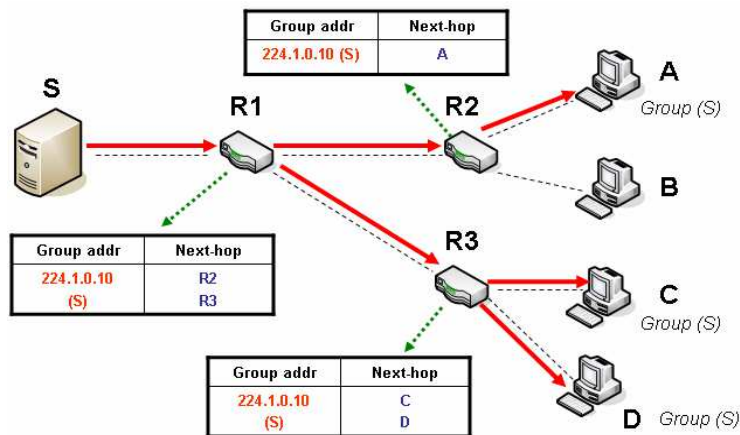 Group addr Next-hop
224.1.0.10 (S) A
S
R1
R2
A
Group (S)
B
Group addr Next-hop
224.1.0.10 R2
(S) R3
R3
C
Group (S)
Group addr Next-hop
224.1.0.10 C
(S) D
D Group (S)